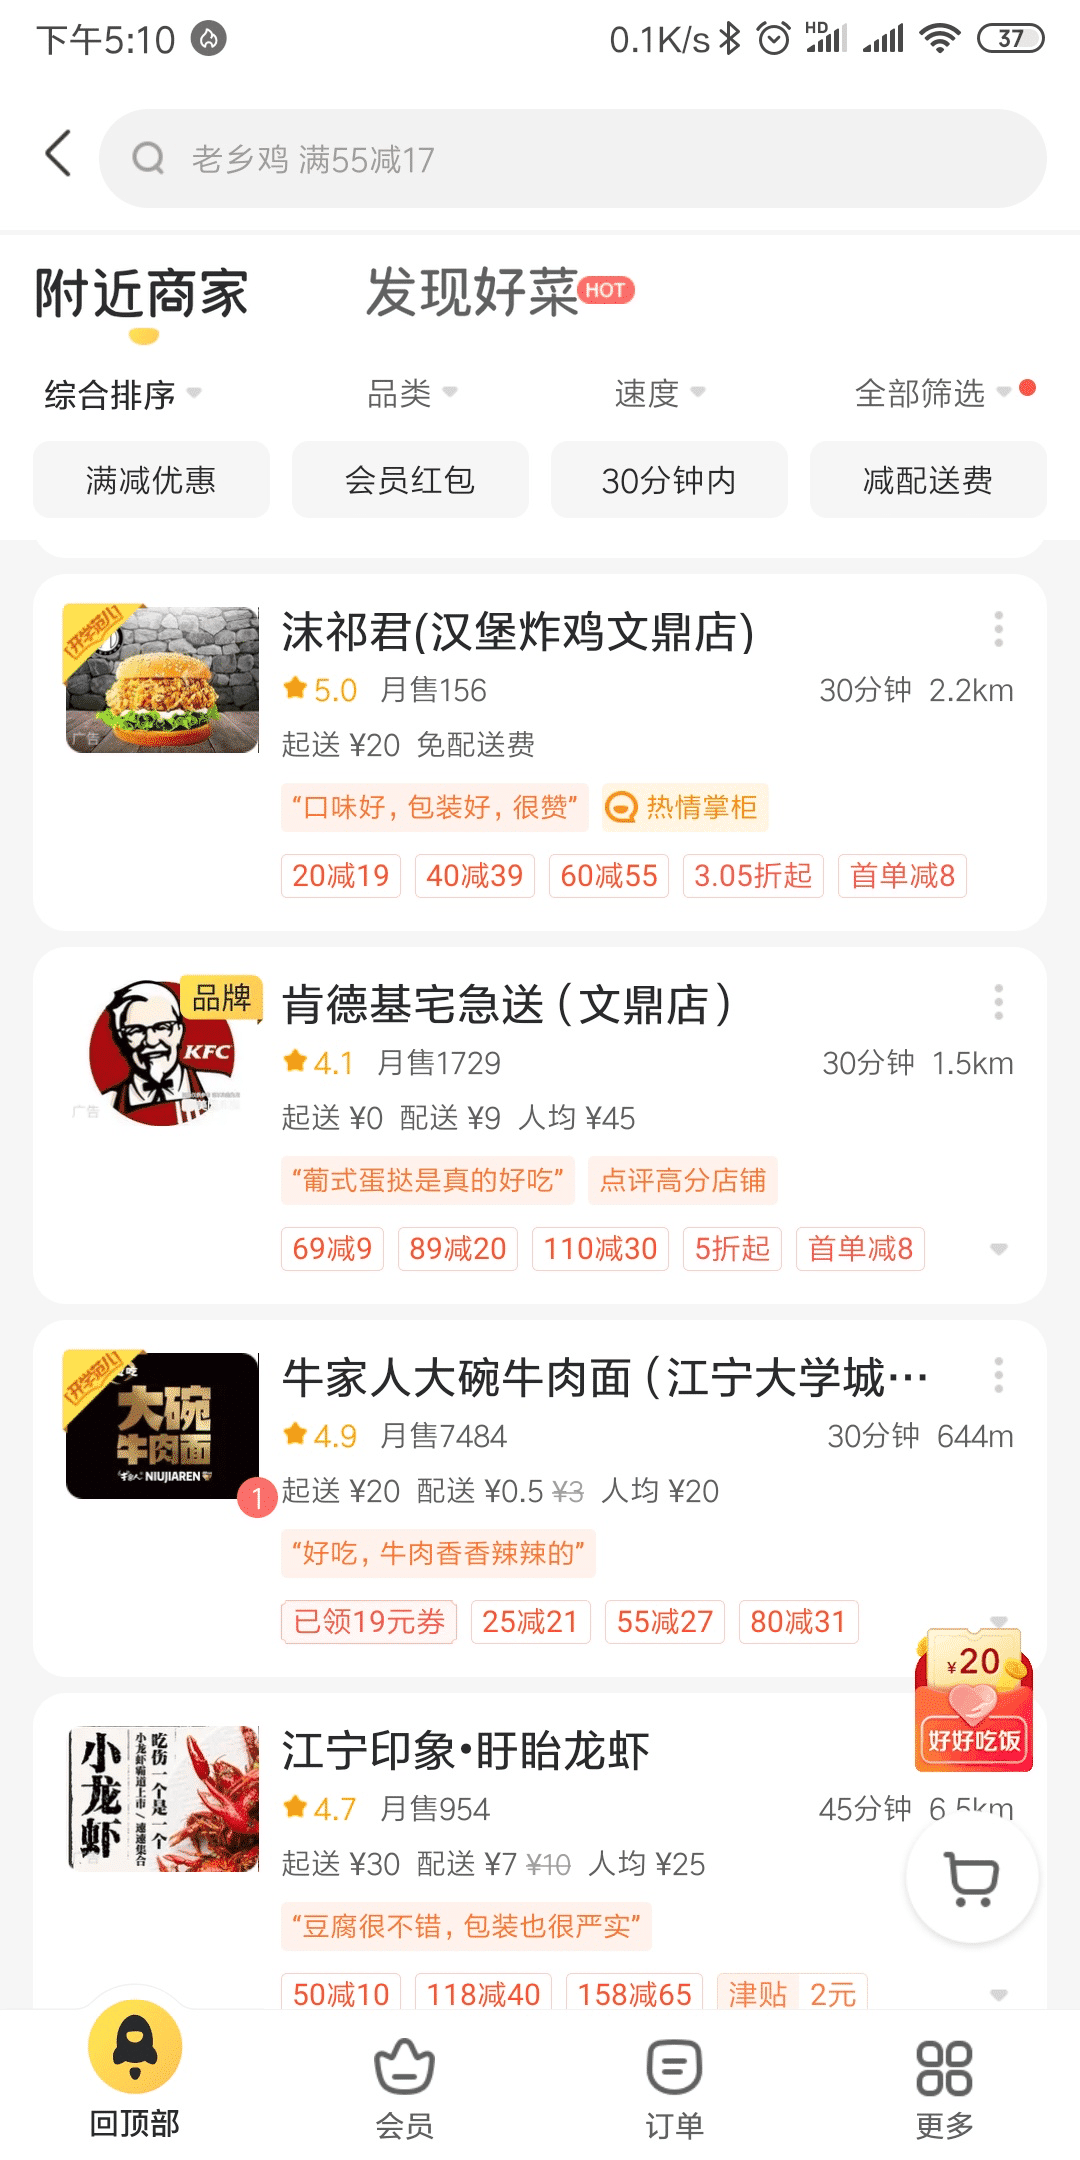 下午5:10 0.1K/s HD 37
老乡鸡 满55减17
附近商家 发现好菜 HOT
综合排序 品类 速度 全部筛选
满减优惠 会员红包 30分钟内 减配送费
开学范儿
广告
沫祁君(汉堡炸鸡文鼎店)
5.0 月售156 30分钟 2.2km
起送 ¥20 免配送费
“口味好，包装好，很赞” 热情掌柜
20减19 40减39 60减55 3.05折起 首单减8
品牌
KFC
广告
肯德基宅急送（文鼎店）
4.1 月售1729 30分钟 1.5km
起送 ¥0 配送 ¥9 人均 ¥45
“葡式蛋挞是真的好吃” 点评高分店铺
69减9 89减20 110减30 5折起 首单减8
开学范儿
大碗
牛肉面
NIUJIAREN
1
牛家人大碗牛肉面（江宁大学城…
4.9 月售7484 30分钟 644m
起送 ¥20 配送 ¥0.5 ¥3 人均 ¥20
“好吃，牛肉香香辣辣的”
已领19元券 25减21 55减27 80减31
¥20
好好吃饭
小龙虾
小龙虾霸道上市/速速集合
吃伤一个是一个
江宁印象•盱眙龙虾
4.7 月售954 45分钟 6.5km
起送 ¥30 配送 ¥7 ¥10 人均 ¥25
“豆腐很不错，包装也很严实”
50减10 118减40 158减65 津贴 2元
回顶部 会员 订单 更多